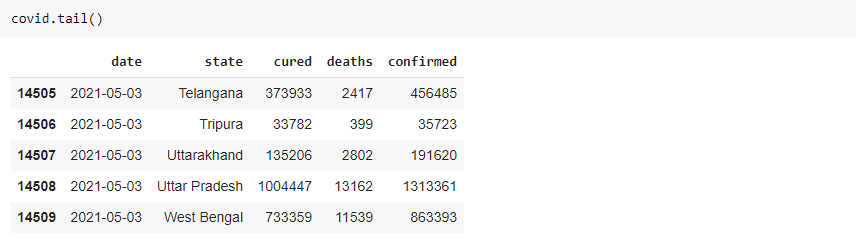 covid.tail()
date state cured deaths confirmed
14505 2021-05-03 Telangana 373933 2417 456485
14506 2021-05-03 Tripura 33782 399 35723
14507 2021-05-03 Uttarakhand 135206 2802 191620
14508 2021-05-03 Uttar Pradesh 1004447 13162 1313361
14509 2021-05-03 West Bengal 733359 11539 863393